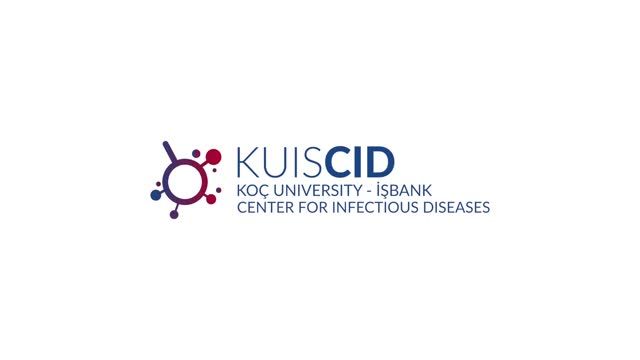 KUISCID
KOÇ UNIVERSITY - İŞBANK
CENTER FOR INFECTIOUS DISEASES